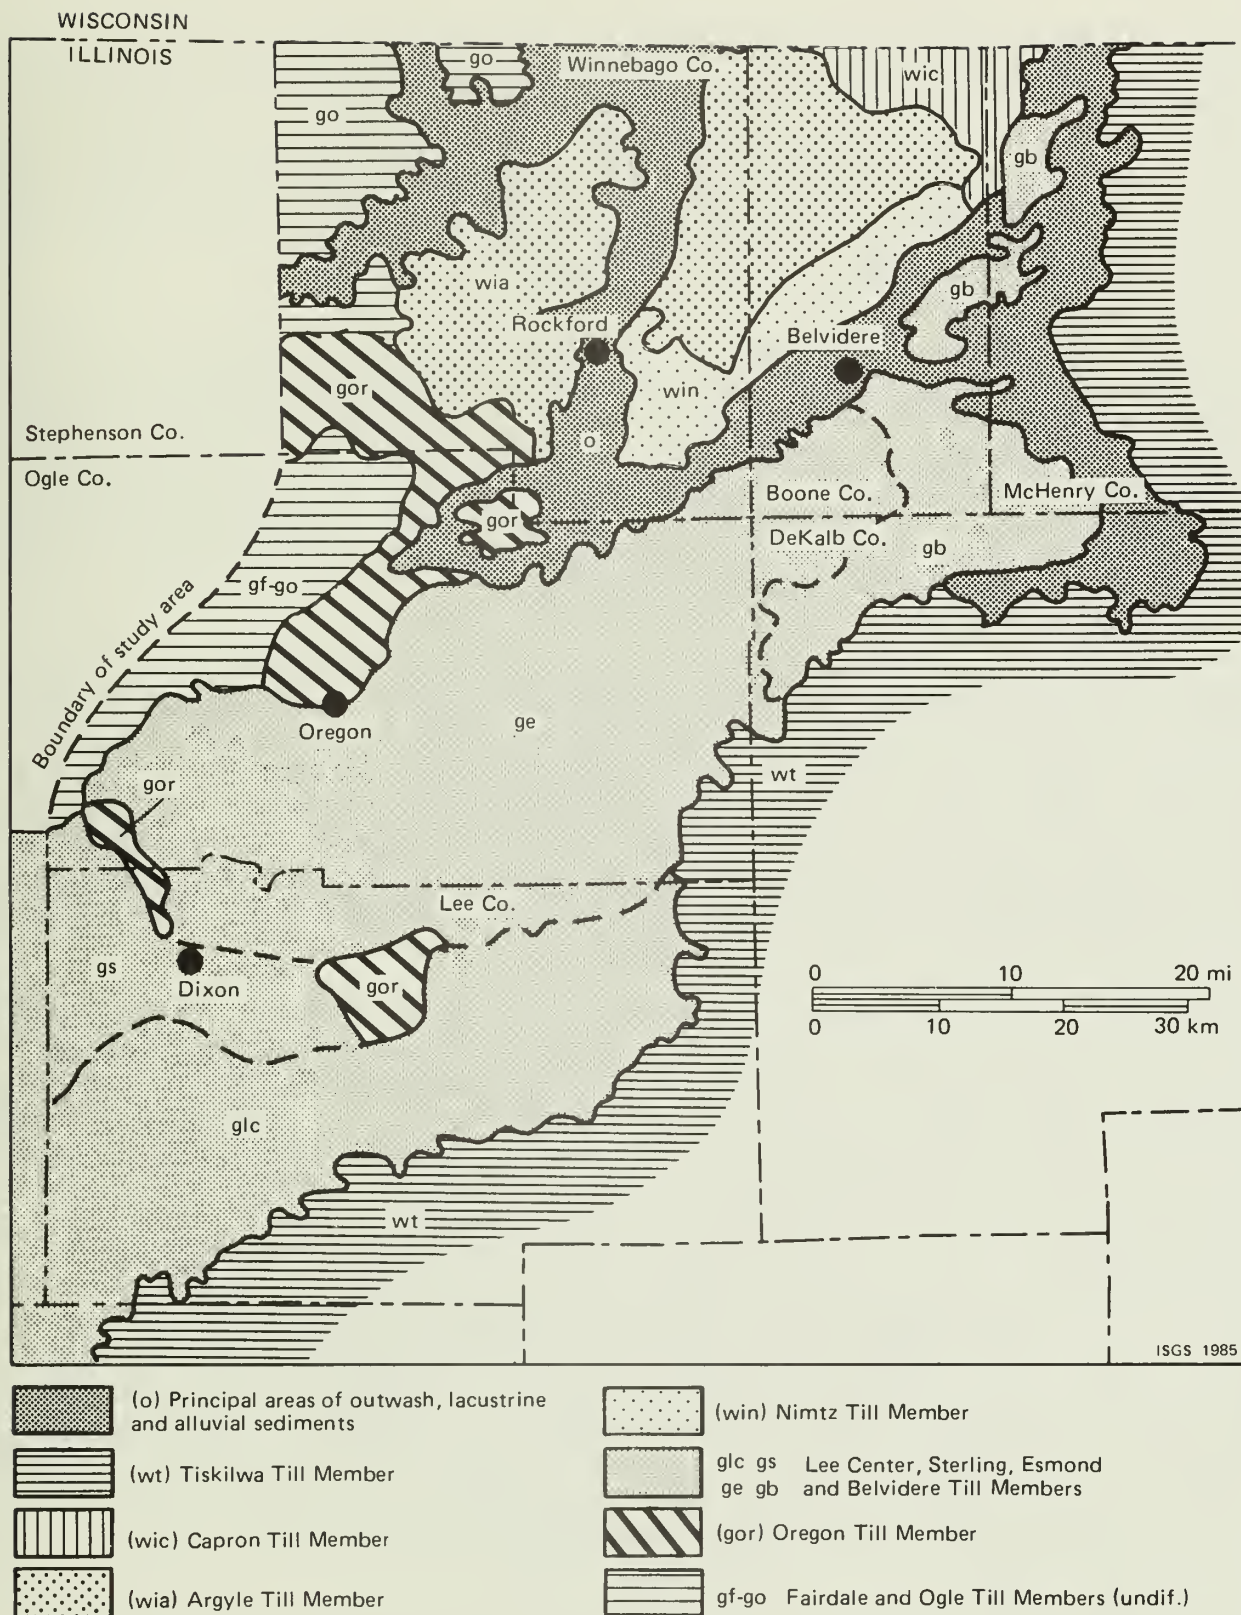 WISCONSIN
ILLINOIS
go
Winnebago Co.
wic
go
gb
wia
gb
Rockford
Belvidere
gor
win
Stephenson Co.
o
Ogle Co.
Boone Co.
McHenry Co.
gor
DeKalb Co.
gb
gf-go
Boundary of study area
ge
Oregon
wt
gor
Lee Co.
gs
0 10 20 mi
Dixon
gor
0 10 20 30 km
glc
wt
ISGS 1985
(o) Principal areas of outwash, lacustrine
and alluvial sediments
(wt) Tiskilwa Till Member
(wic) Capron Till Member
(wia) Argyle Till Member
(win) Nimtz Till Member
glc gs Lee Center, Sterling, Esmond
ge gb and Belvidere Till Members
(gor) Oregon Till Member
gf-go Fairdale and Ogle Till Members (undif.)